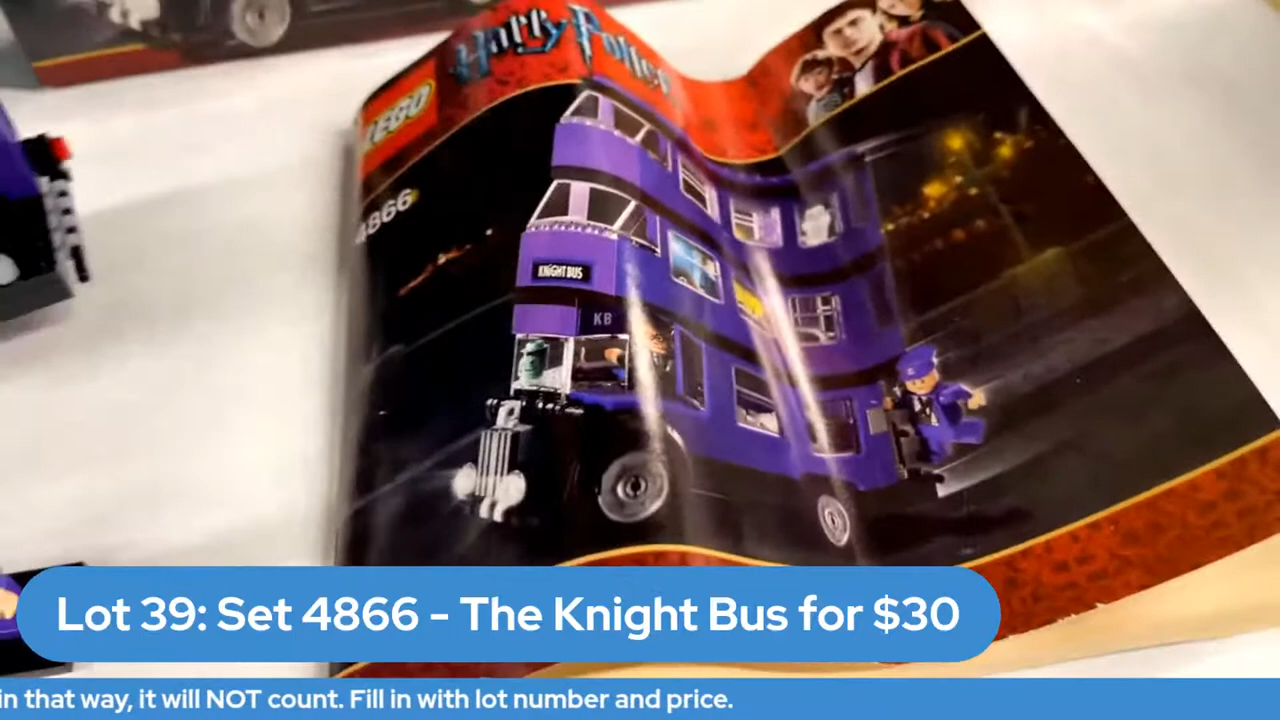 Harry Potter
LEGO
4866
KNIGHT BUS
KB
Lot 39: Set 4866 - The Knight Bus for $30
in that way, it will NOT count. Fill in with lot number and price.